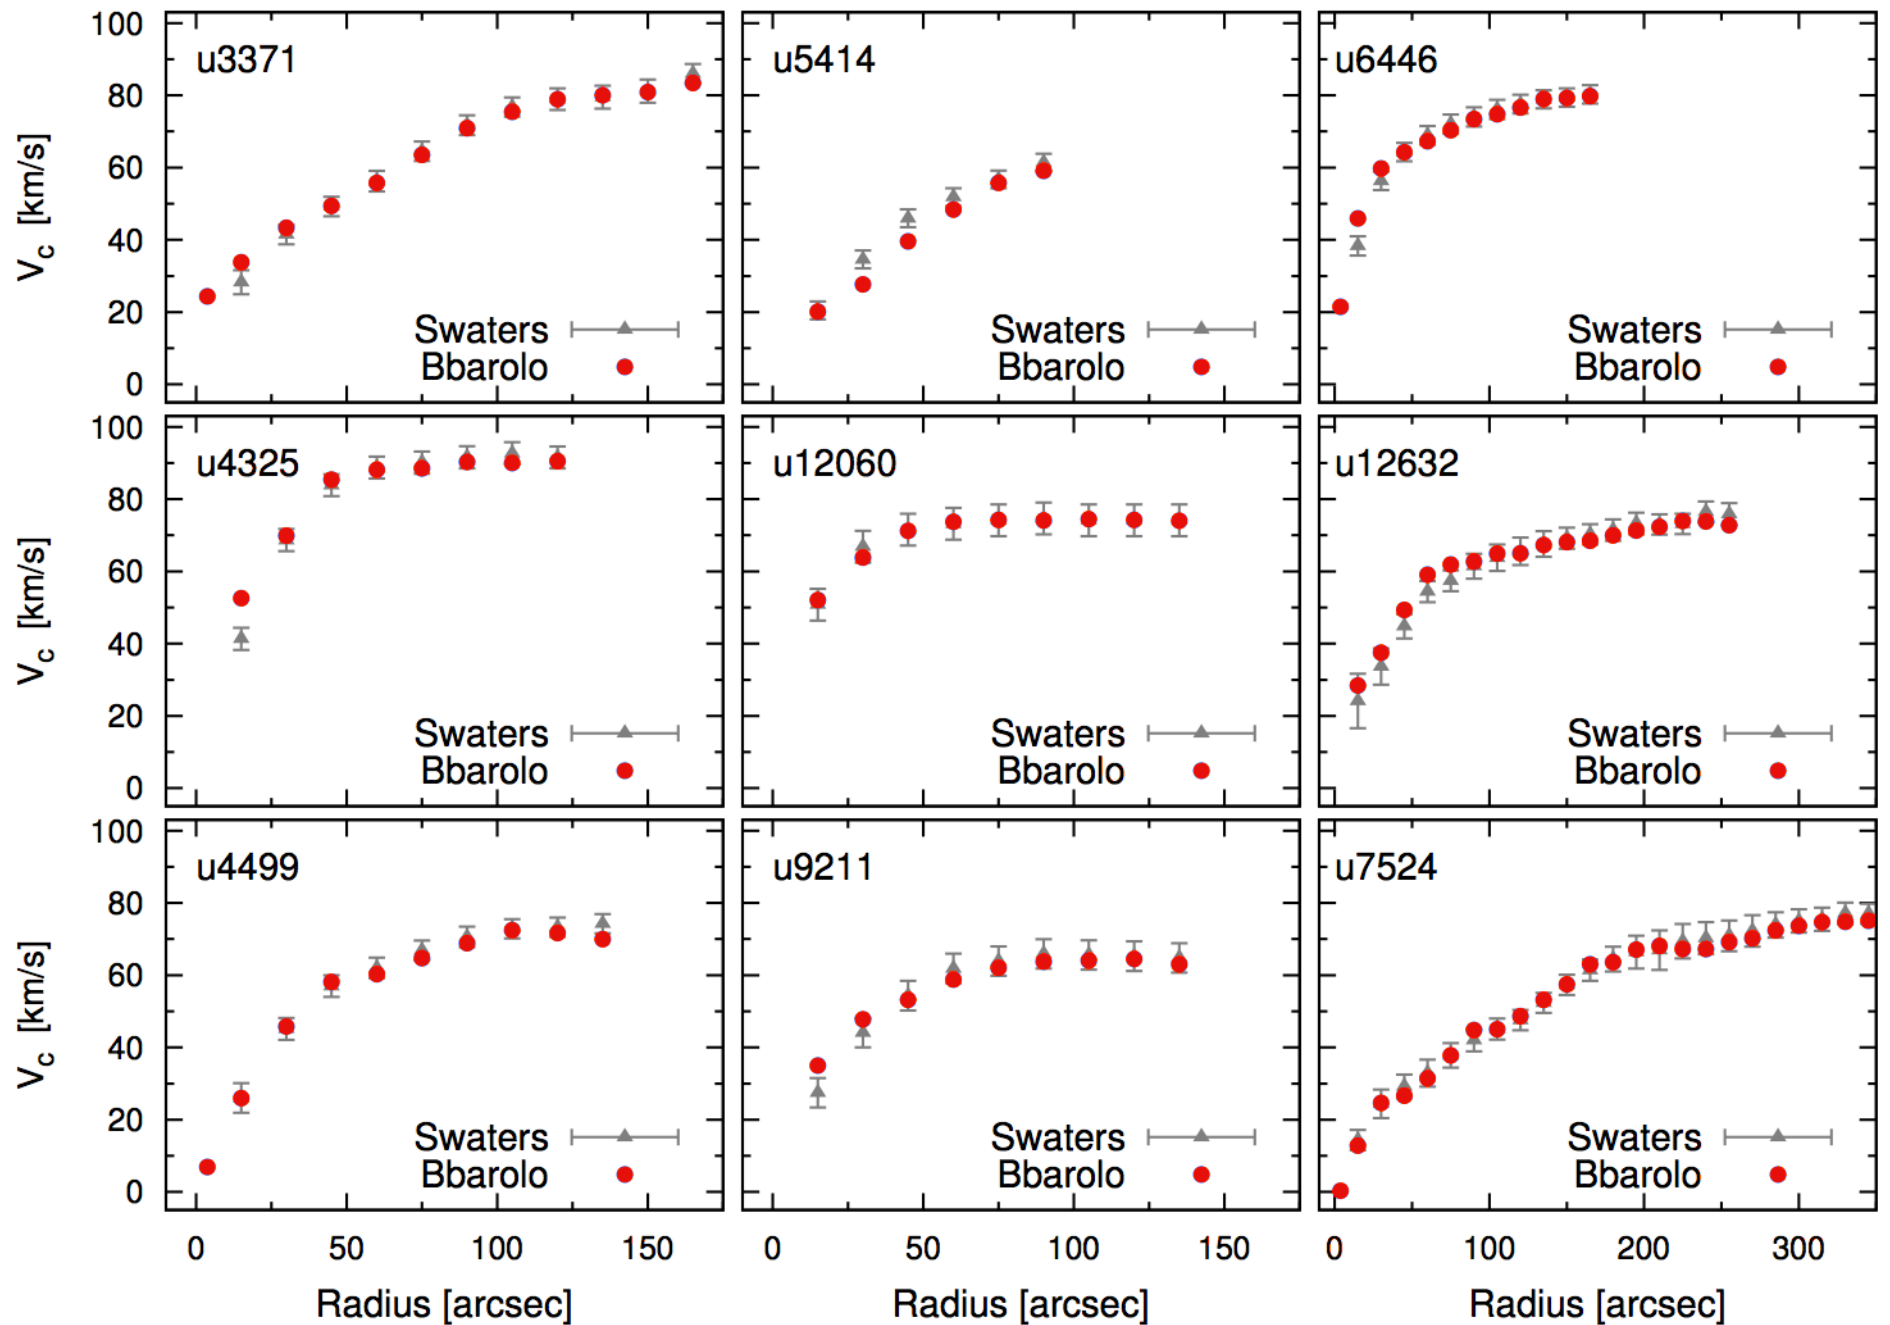 100
80
60
40
20
0
Vc [km/s]
u3371
Swaters
Bbarolo
u5414
Swaters
Bbarolo
u6446
Swaters
Bbarolo
100
80
60
40
20
0
Vc [km/s]
u4325
Swaters
Bbarolo
u12060
Swaters
Bbarolo
u12632
Swaters
Bbarolo
100
80
60
40
20
0
Vc [km/s]
u4499
Swaters
Bbarolo
u9211
Swaters
Bbarolo
u7524
Swaters
Bbarolo
0 50 100 150
0 50 100 150
0 100 200 300
Radius [arcsec]
Radius [arcsec]
Radius [arcsec]